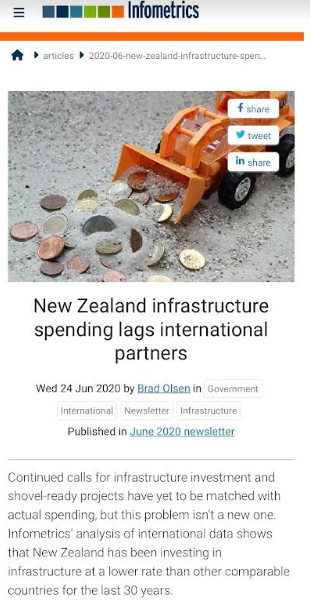 Infometrics
articles 2020-06-new-zealand-infrastructure-spen...
f share
tweet
in share
New Zealand infrastructure
spending lags international
partners
Wed 24 Jun 2020 by Brad Olsen in Government
International Newsletter Infrastructure
Published in June 2020 newsletter
Continued calls for infrastructure investment and
shovel-ready projects have yet to be matched with
actual spending, but this problem isn't a new one.
Infometrics' analysis of international data shows
that New Zealand has been investing in
infrastructure at a lower rate than other comparable
countries for the last 30 years.